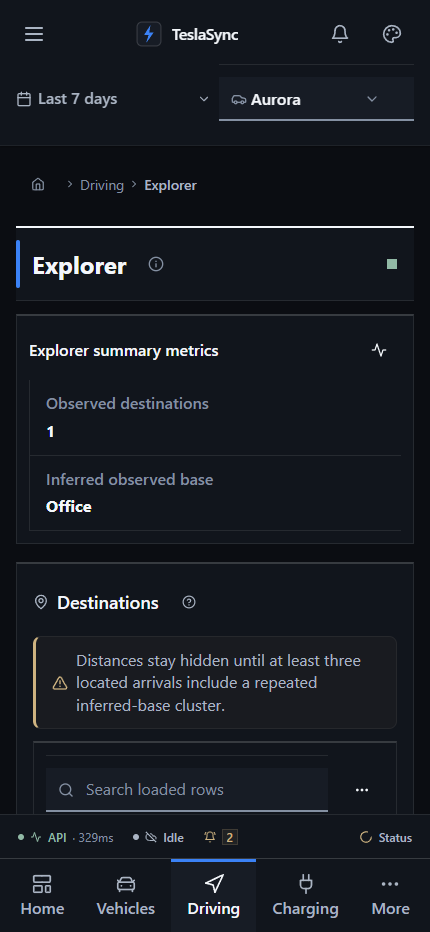 TeslaSync
Last 7 days
Aurora
Driving
Explorer
Explorer
Explorer summary metrics
Observed destinations
1
Inferred observed base
Office
Destinations
Distances stay hidden until at least three
located arrivals include a repeated
inferred-base cluster.
Search loaded rows
API · 329ms
Idle
2
Status
Home
Vehicles
Driving
Charging
More